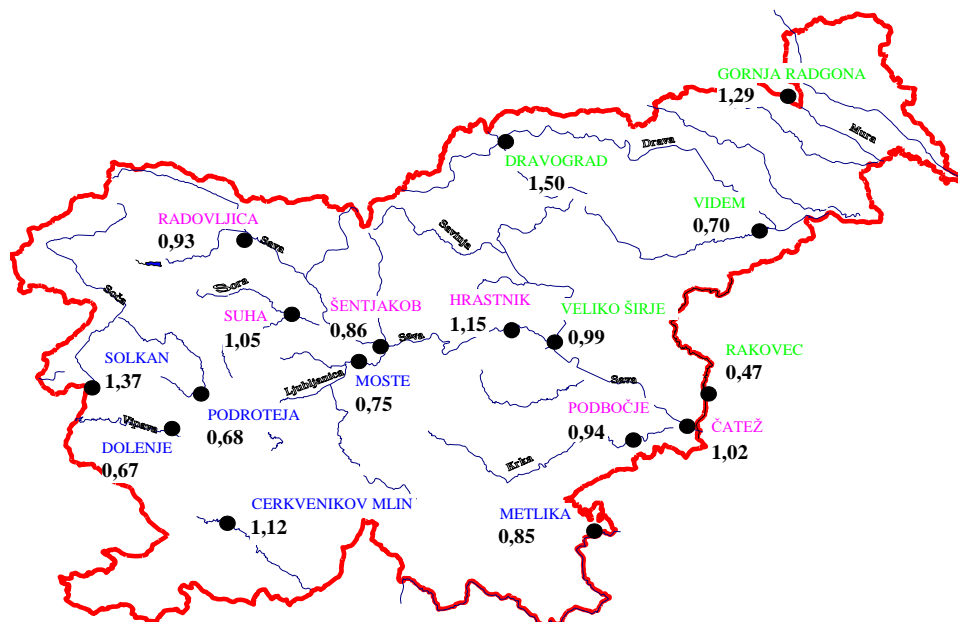 GORNJA RADGONA
1,29
Mura
DRAVOGRAD
1,50
Drava
VIDEM
0,70
RADOVLJICA
0,93
Sava
Savinja
Sora
SUHA
1,05
ŠENTJAKOB
0,86
Sava
HRASTNIK
1,15
VELIKO ŠIRJE
0,99
Soča
SOLKAN
1,37
Ljubljanica
MOSTE
0,75
Sava
RAKOVEC
0,47
PODROTEJA
0,68
Vipava
DOLENJE
0,67
PODBOČJE
0,94
ČATEŽ
1,02
Krka
CERKVENIKOV MLIN
1,12
METLIKA
0,85